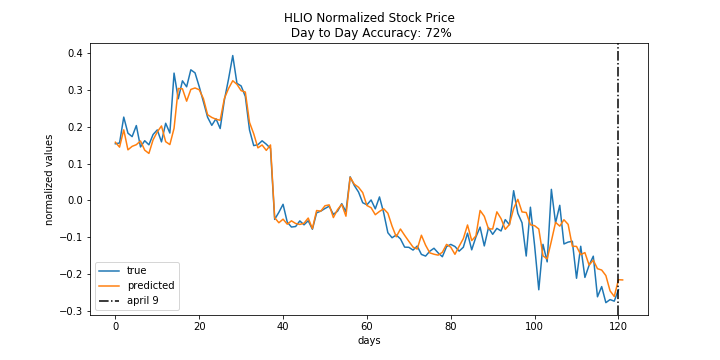 HLIO Normalized Stock Price
Day to Day Accuracy: 72%
normalized values
0.4
0.3
0.2
0.1
0.0
−0.1
−0.2
−0.3
true
predicted
april 9
0
20
40
60
80
100
120
days